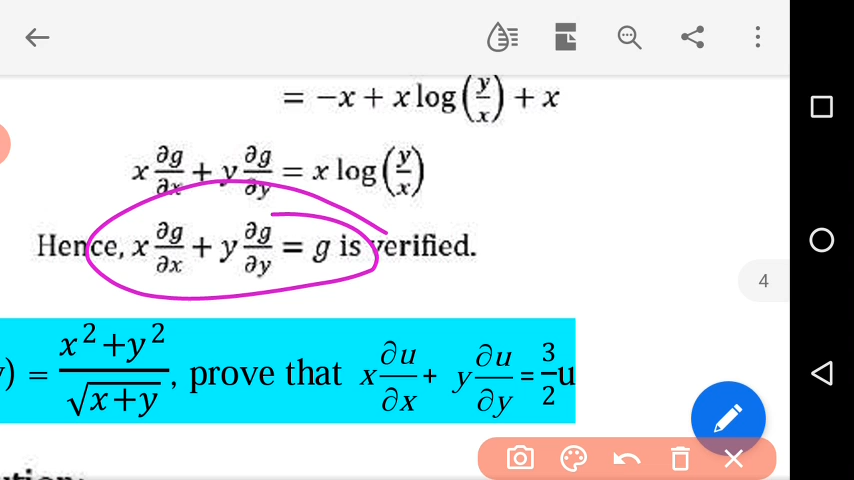 = −x + x log(y/x) + x
x ∂g/∂x + y ∂g/∂y = x log(y/x)
Hence, x ∂g/∂x + y ∂g/∂y = g is verified.
4
) = x²+y²/√x+y, prove that x ∂u/∂x + y ∂u/∂y = 3/2 u